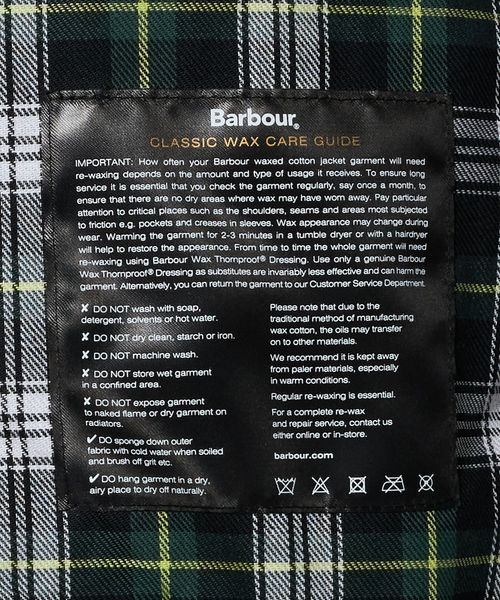 Barbour®
CLASSIC WAX CARE GUIDE
IMPORTANT: How often your Barbour waxed cotton jacket garment will need
re-waxing depends on the amount and type of usage it receives. To ensure long
service it is essential that you check the garment regularly, say once a month, to
ensure that there are no dry areas where wax may have worn away. Pay particular
attention to critical places such as the shoulders, seams and areas most subjected
to friction e.g. pockets and creases in sleeves. Wax appearance may change during
wear. Warming the garment for 2-3 minutes in a tumble dryer or with a hairdryer
will help to restore the appearance. From time to time the whole garment will need
re-waxing using Barbour Wax Thornproof® Dressing. Use only a genuine Barbour
Wax Thornproof® Dressing as substitutes are invariably less effective and can harm the
garment. Alternatively, you can return the garment to our Customer Service Department.
✘ DO NOT wash with soap,
detergent, solvents or hot water.
✘ DO NOT dry clean, starch or iron.
✘ DO NOT machine wash.
✘ DO NOT store wet garment
in a confined area.
✘ DO NOT expose garment
to naked flame or dry garment on
radiators.
✔ DO sponge down outer
fabric with cold water when soiled
and brush off grit etc.
✔ DO hang garment in a dry,
airy place to dry off naturally.
Please note that due to the
traditional method of manufacturing
wax cotton, the oils may transfer
on to other materials.
We recommend it is kept away
from paler materials, especially
in warm conditions.
Regular re-waxing is essential.
For a complete re-wax
and repair service, contact us
either online or in-store.
barbour.com